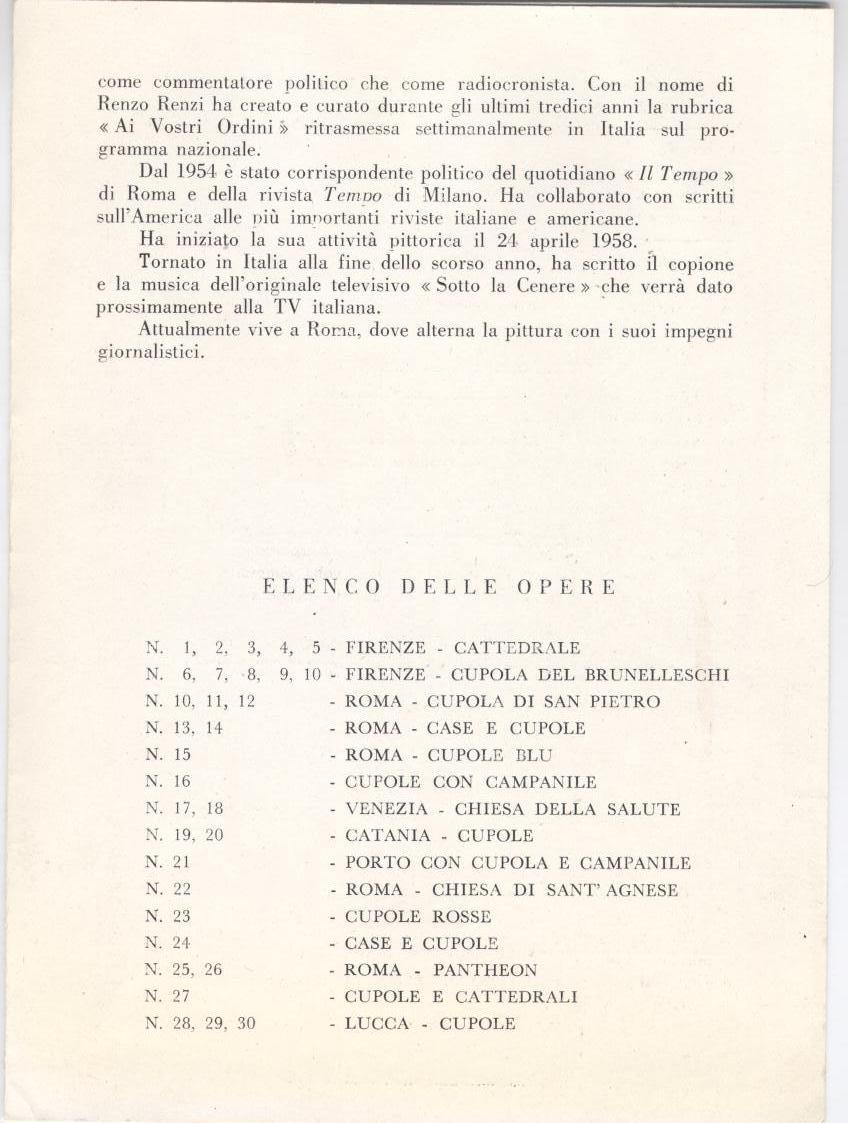 come commentatore politico che come radiocronista. Con il nome di
Renzo Renzi ha creato e curato durante gli ultimi tredici anni la rubrica
« Ai Vostri Ordini » ritrasmessa settimanalmente in Italia sul pro-
gramma nazionale.
Dal 1954 è stato corrispondente politico del quotidiano « Il Tempo »
di Roma e della rivista Tempo di Milano. Ha collaborato con scritti
sull'America alle più importanti riviste italiane e americane.
Ha iniziato la sua attività pittorica il 24 aprile 1958.
Tornato in Italia alla fine dello scorso anno, ha scritto il copione
e la musica dell'originale televisivo « Sotto la Cenere » che verrà dato
prossimamente alla TV italiana.
Attualmente vive a Roma, dove alterna la pittura con i suoi impegni
giornalistici.
ELENCO DELLE OPERE
N. 1, 2, 3, 4, 5 - FIRENZE - CATTEDRALE
N. 6, 7, 8, 9, 10 - FIRENZE - CUPOLA DEL BRUNELLESCHI
N. 10, 11, 12 - ROMA - CUPOLA DI SAN PIETRO
N. 13, 14 - ROMA - CASE E CUPOLE
N. 15 - ROMA - CUPOLE BLU
N. 16 - CUPOLE CON CAMPANILE
N. 17, 18 - VENEZIA - CHIESA DELLA SALUTE
N. 19, 20 - CATANIA - CUPOLE
N. 21 - PORTO CON CUPOLA E CAMPANILE
N. 22 - ROMA - CHIESA DI SANT' AGNESE
N. 23 - CUPOLE ROSSE
N. 24 - CASE E CUPOLE
N. 25, 26 - ROMA - PANTHEON
N. 27 - CUPOLE E CATTEDRALI
N. 28, 29, 30 - LUCCA - CUPOLE